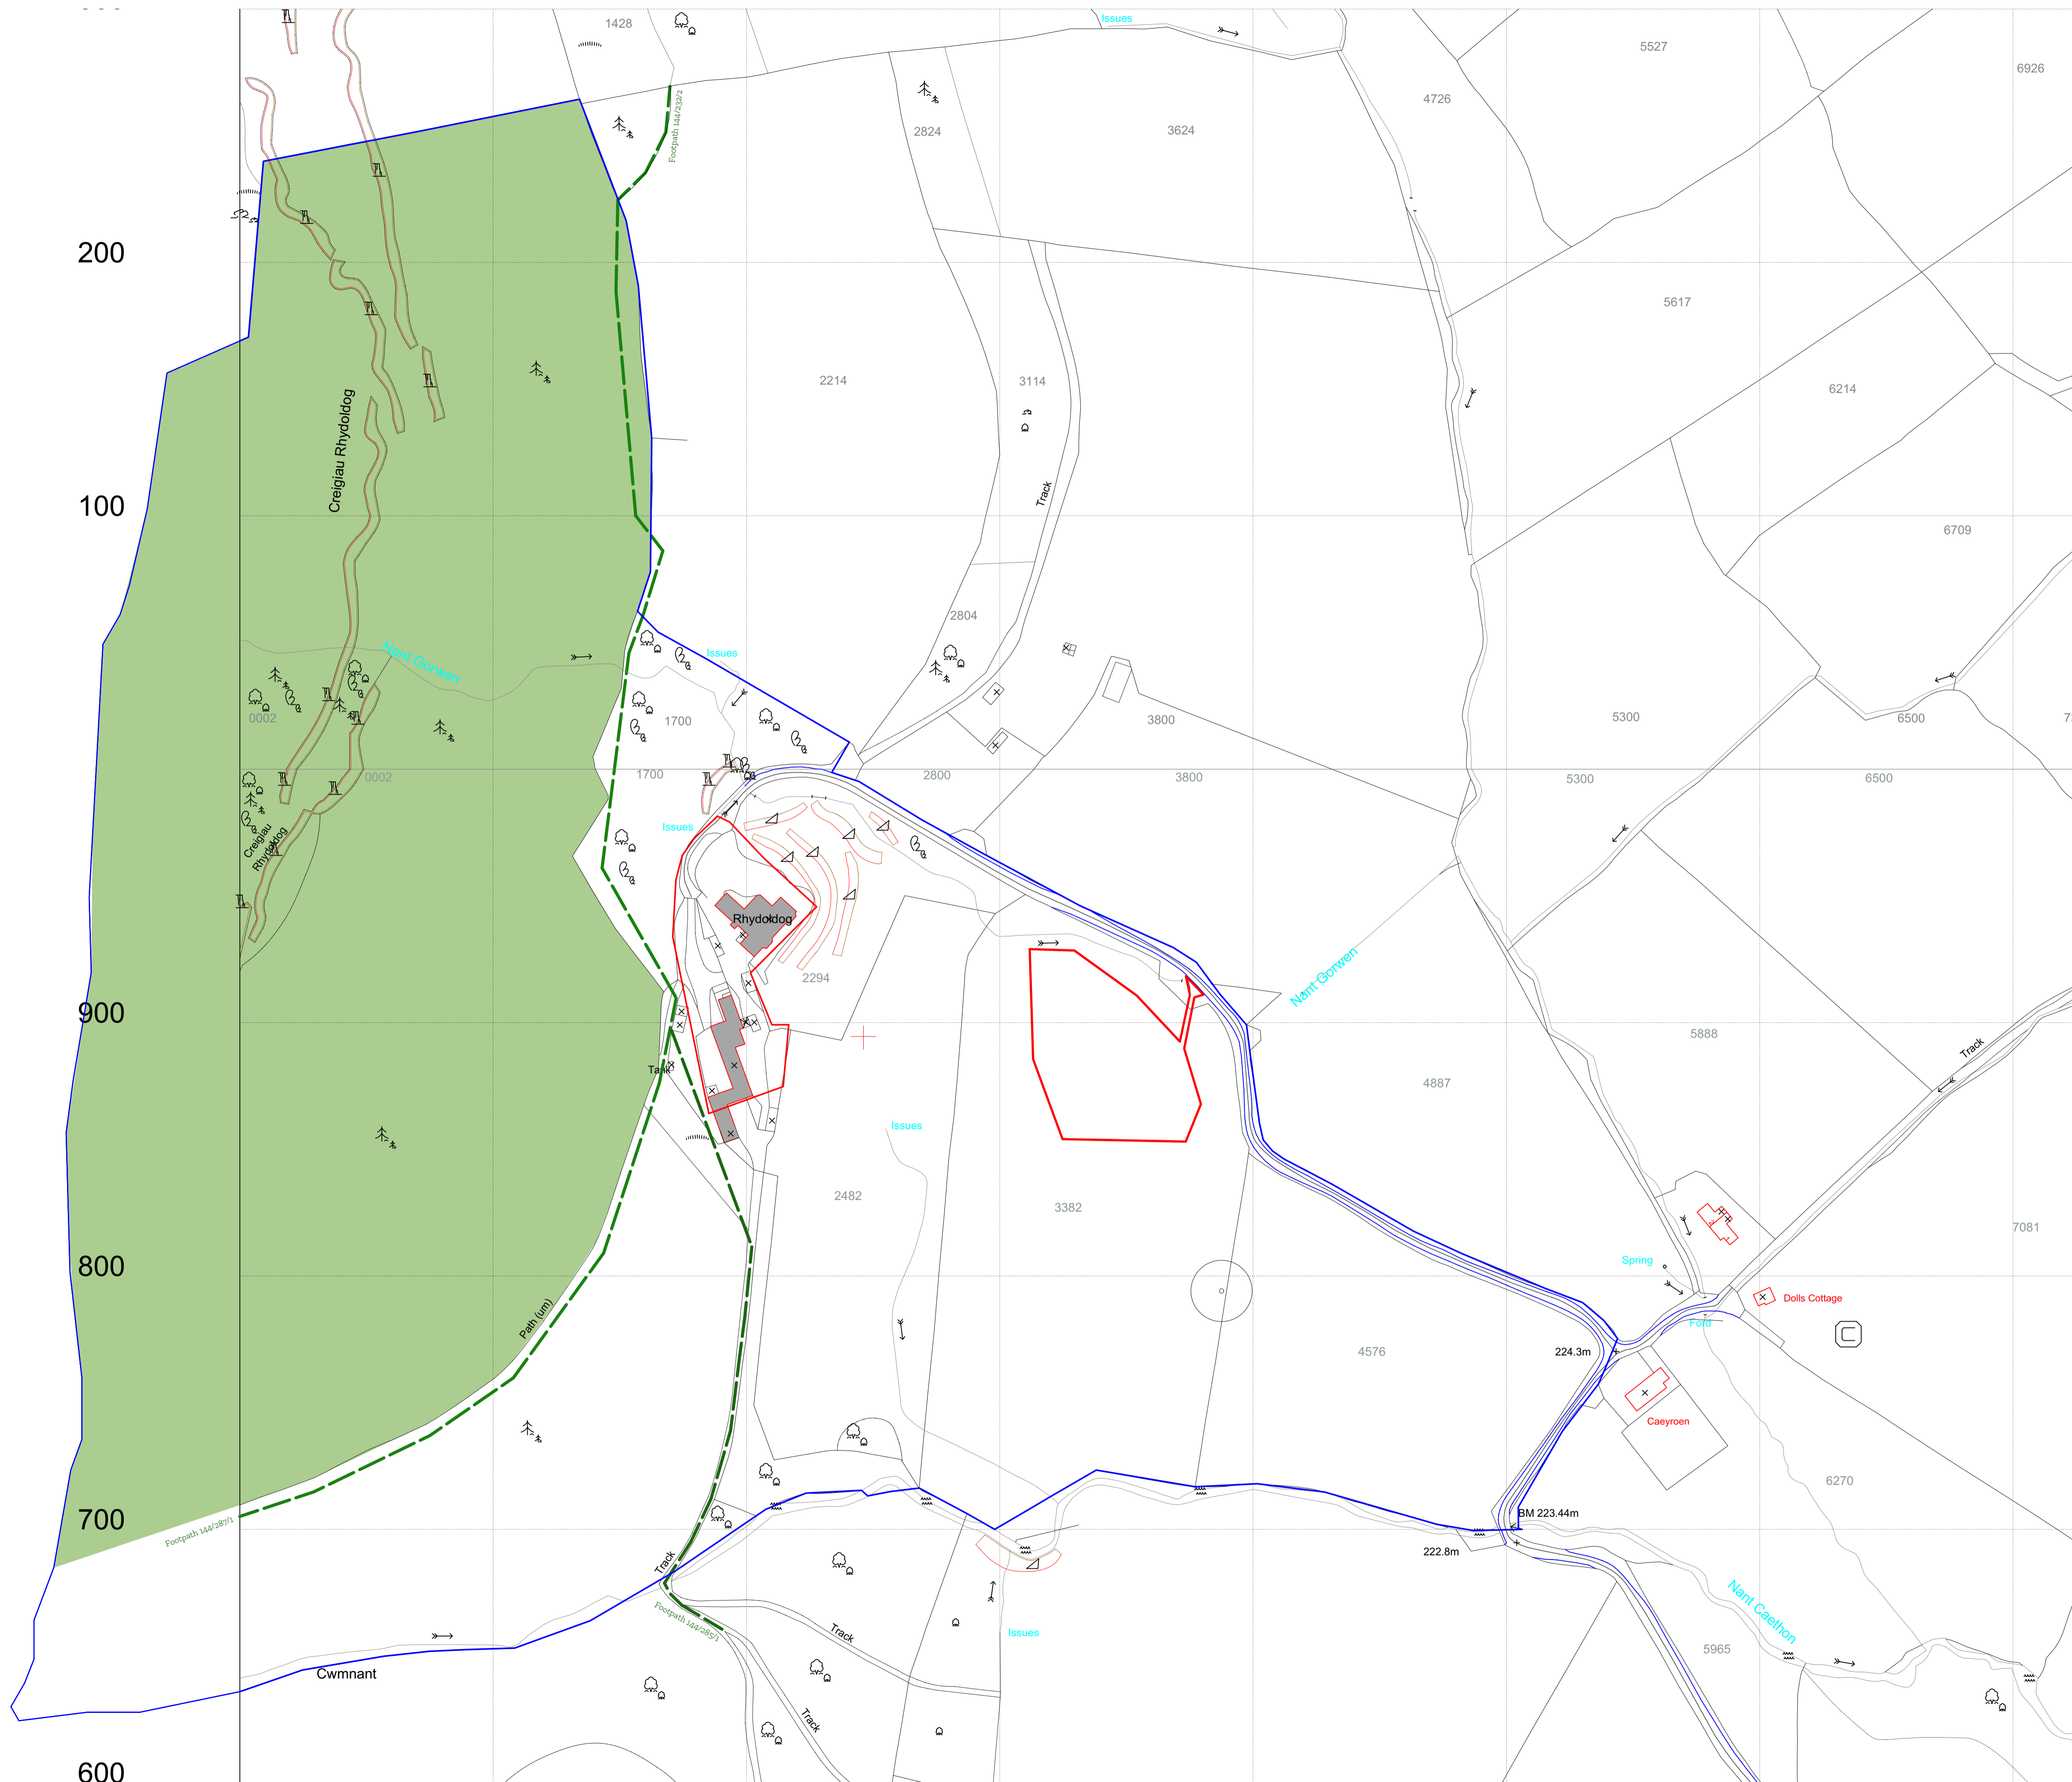 1428
Issues
5527
6926
4726
2824
3624
Footpath 144/232/2
200
5617
2214
3114
6214
Creigiau Rhydoldog
100
Track
6709
2804
Nant Gorwen
Issues
0002
1700
3800
5300
6500
0002
1700
2800
3800
5300
6500
Issues
Creigiau
Rhydoldog
Rhydoldog
2294
Nant Gorwen
900
5888
Track
Tank
4887
Issues
2482
3382
7081
Spring
800
Dolls Cottage
Path (um)
Ford
224.3m
4576
Caeyroen
6270
700
BM 223.44m
Footpath 144/287/1
222.8m
Track
Nant Caethon
Footpath 144/285/1
Track
Issues
5965
Cwmnant
Track
600